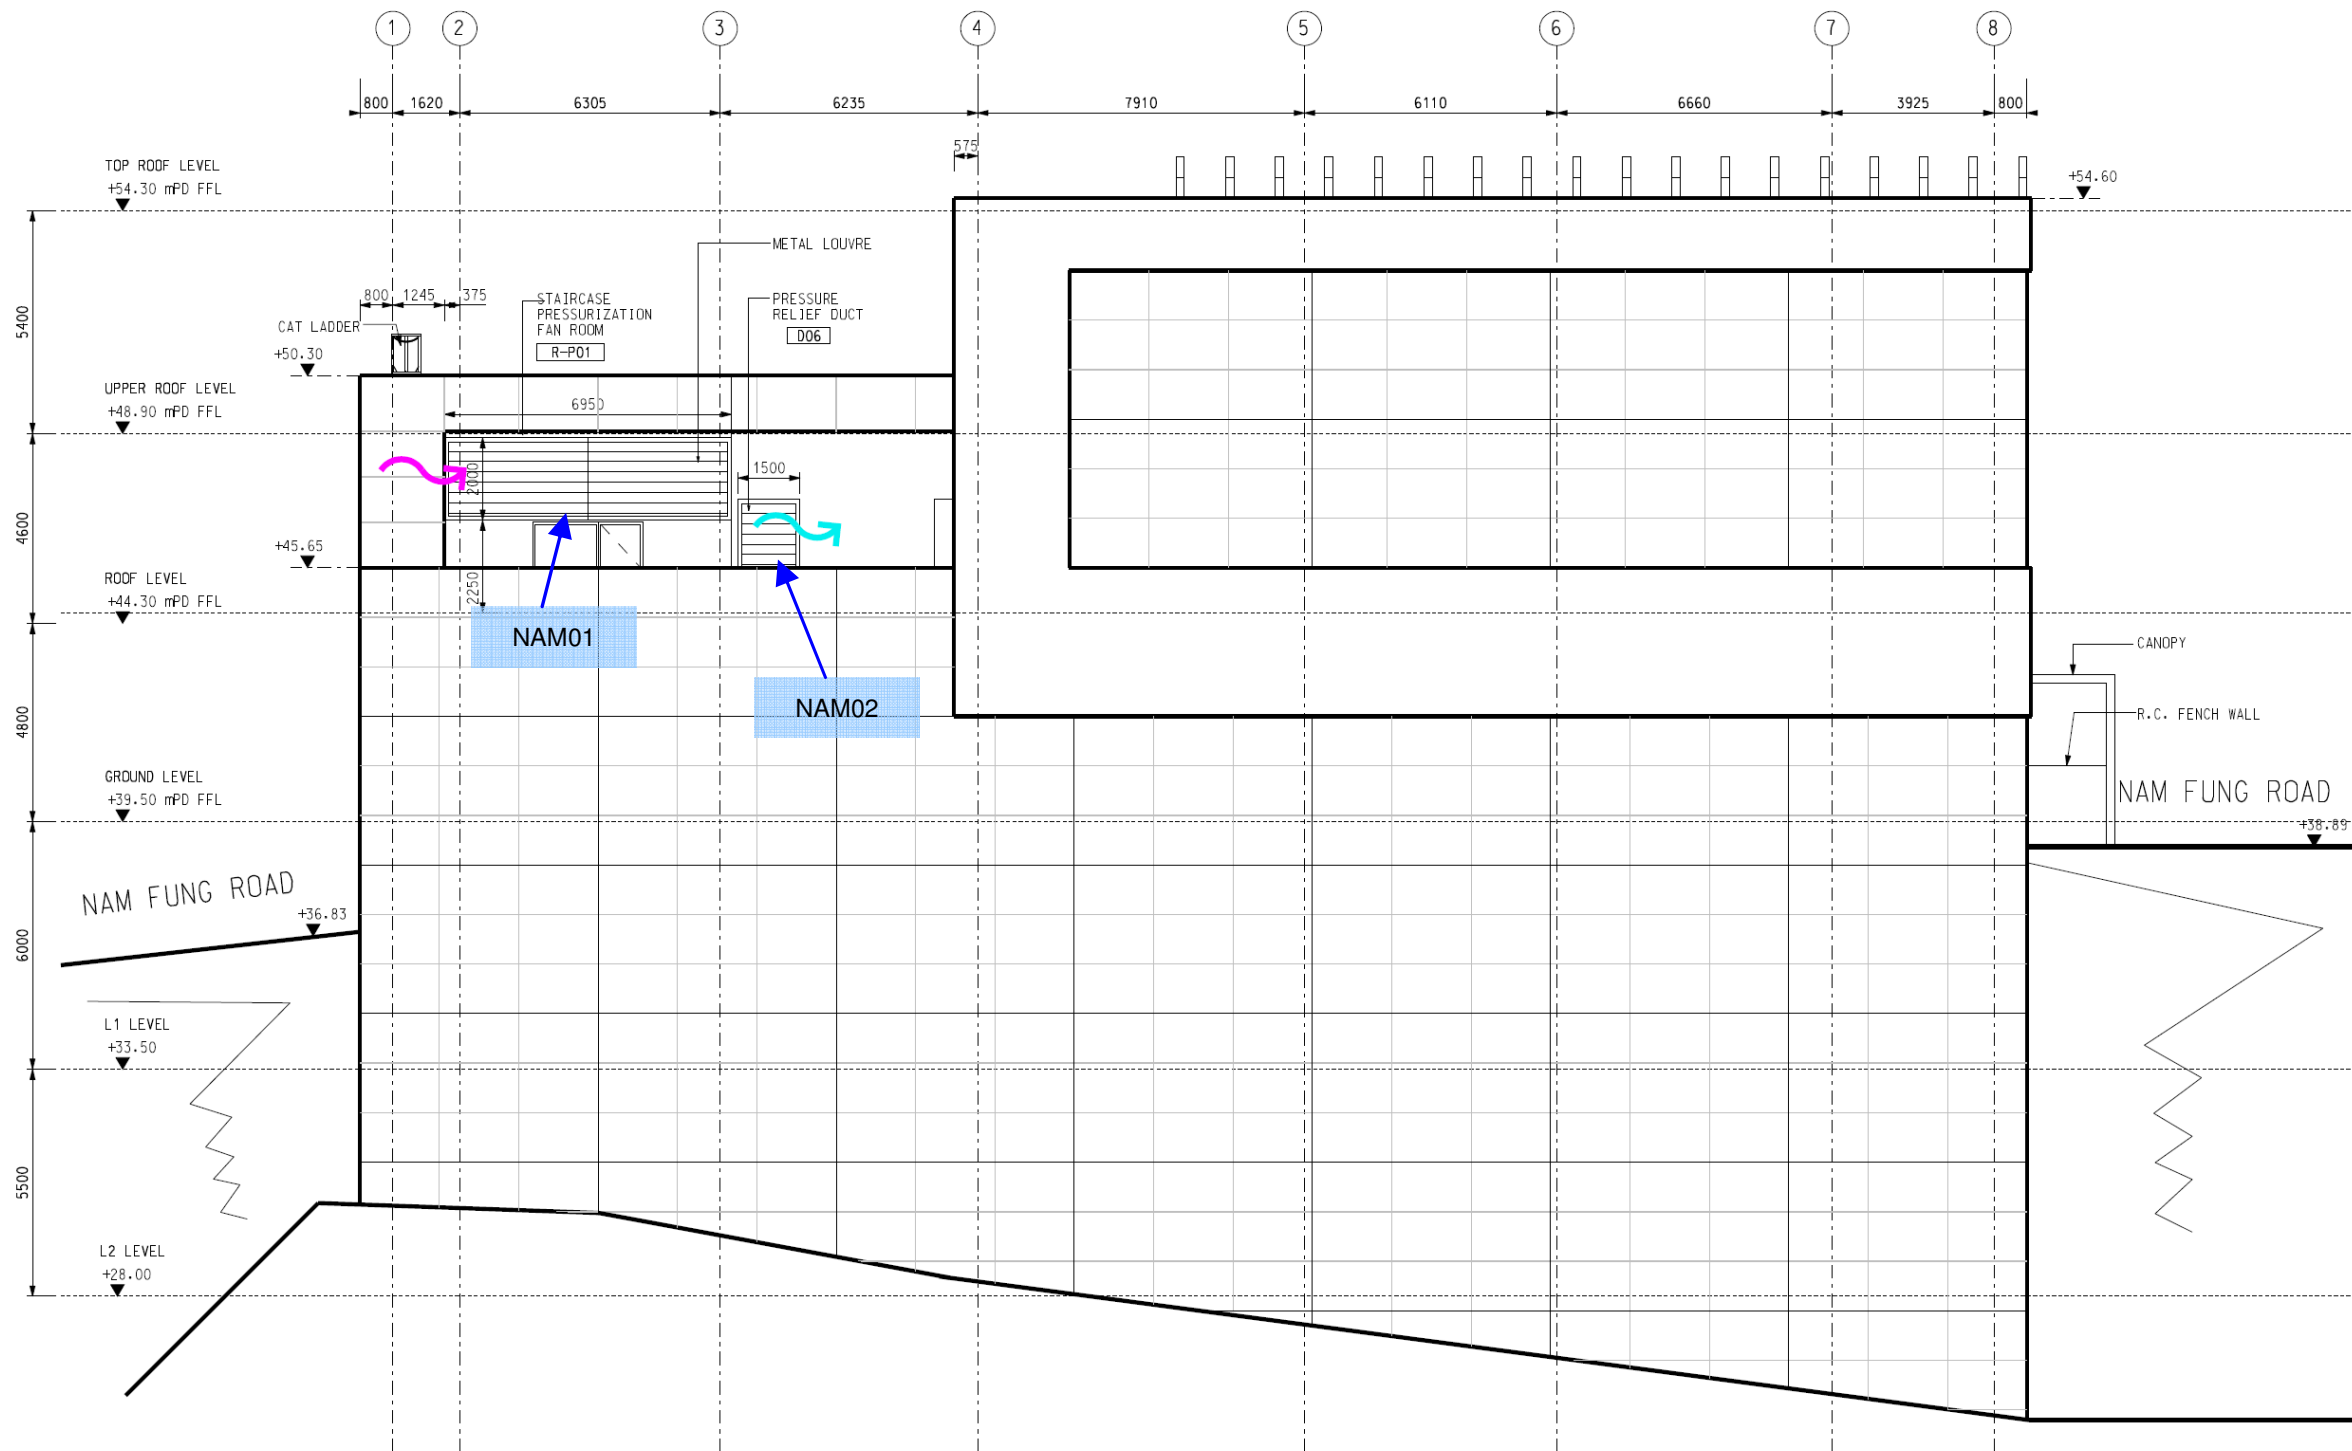 1 2 3 4 5 6 7 8
800 1620 6305 6235 7910 6110 6660 3925 800
575
TOP ROOF LEVEL
+54.30 mPD FFL
+54.60
METAL LOUVRE
800 1245 375
STAIRCASE
PRESSURIZATION
FAN ROOM
R-P01
PRESSURE
RELIEF DUCT
D06
CAT LADDER
+50.30
5400
UPPER ROOF LEVEL
+48.90 mPD FFL
6950
2000
1500
4600
+45.65
2250
ROOF LEVEL
+44.30 mPD FFL
NAM01
NAM02
CANOPY
R.C. FENCH WALL
4800
GROUND LEVEL
+39.50 mPD FFL
NAM FUNG ROAD
+38.89
NAM FUNG ROAD
+36.83
6000
L1 LEVEL
+33.50
5500
L2 LEVEL
+28.00